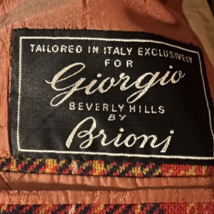 TAILORED IN ITALY EXCLUSIVELY
FOR
Giorgio
BEVERLY HILLS
BY
Brioni